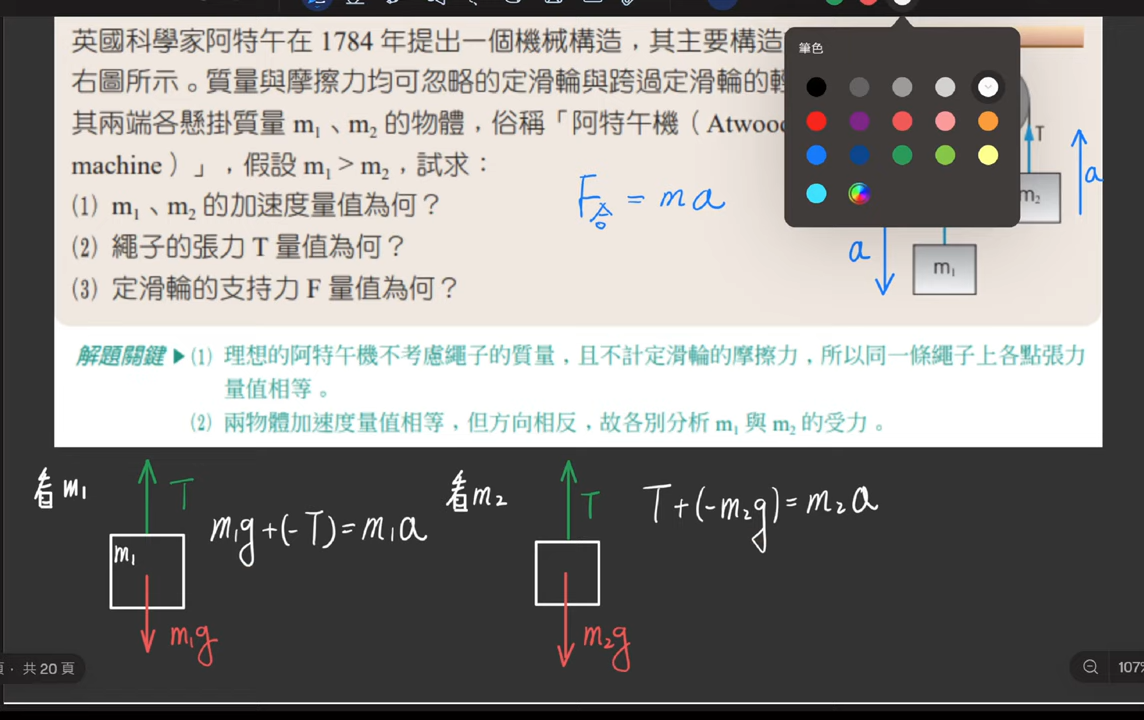 英國科學家阿特午在 1784 年提出一個機械構造，其主要構造
右圖所示。質量與摩擦力均可忽略的定滑輪與跨過定滑輪的輕
其兩端各懸掛質量 m₁、m₂ 的物體，俗稱「阿特午機（Atwood
machine）」，假設 m₁ > m₂，試求：
(1) m₁、m₂ 的加速度量值為何？
(2) 繩子的張力 T 量值為何？
(3) 定滑輪的支持力 F 量值為何？
F合 = ma
筆色
T
a
m₂
a
m₁
解題關鍵▶(1) 理想的阿特午機不考慮繩子的質量，且不計定滑輪的摩擦力，所以同一條繩子上各點張力
量值相等。
(2) 兩物體加速度量值相等，但方向相反，故各別分析 m₁ 與 m₂ 的受力。
看m₁
T
m₁
m₁g+(-T)=m₁a
m₁g
看m₂
T
T+(-m₂g)=m₂a
m₂g
頁 · 共 20 頁
107%